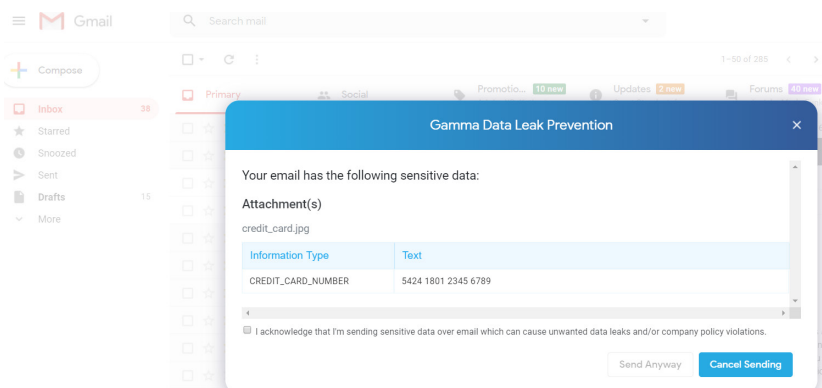 Gmail
Search mail
Compose
1–50 of 285
Primary
Social
Promotio... 10 new
Updates 2 new
Forums 40 new
Inbox 38
Starred
Snoozed
Sent
Drafts 15
More
Gamma Data Leak Prevention
Your email has the following sensitive data:
Attachment(s)
credit_card.jpg
Information Type Text
CREDIT_CARD_NUMBER 5424 1801 2345 6789
I acknowledge that I'm sending sensitive data over email which can cause unwanted data leaks and/or company policy violations.
Send Anyway Cancel Sending